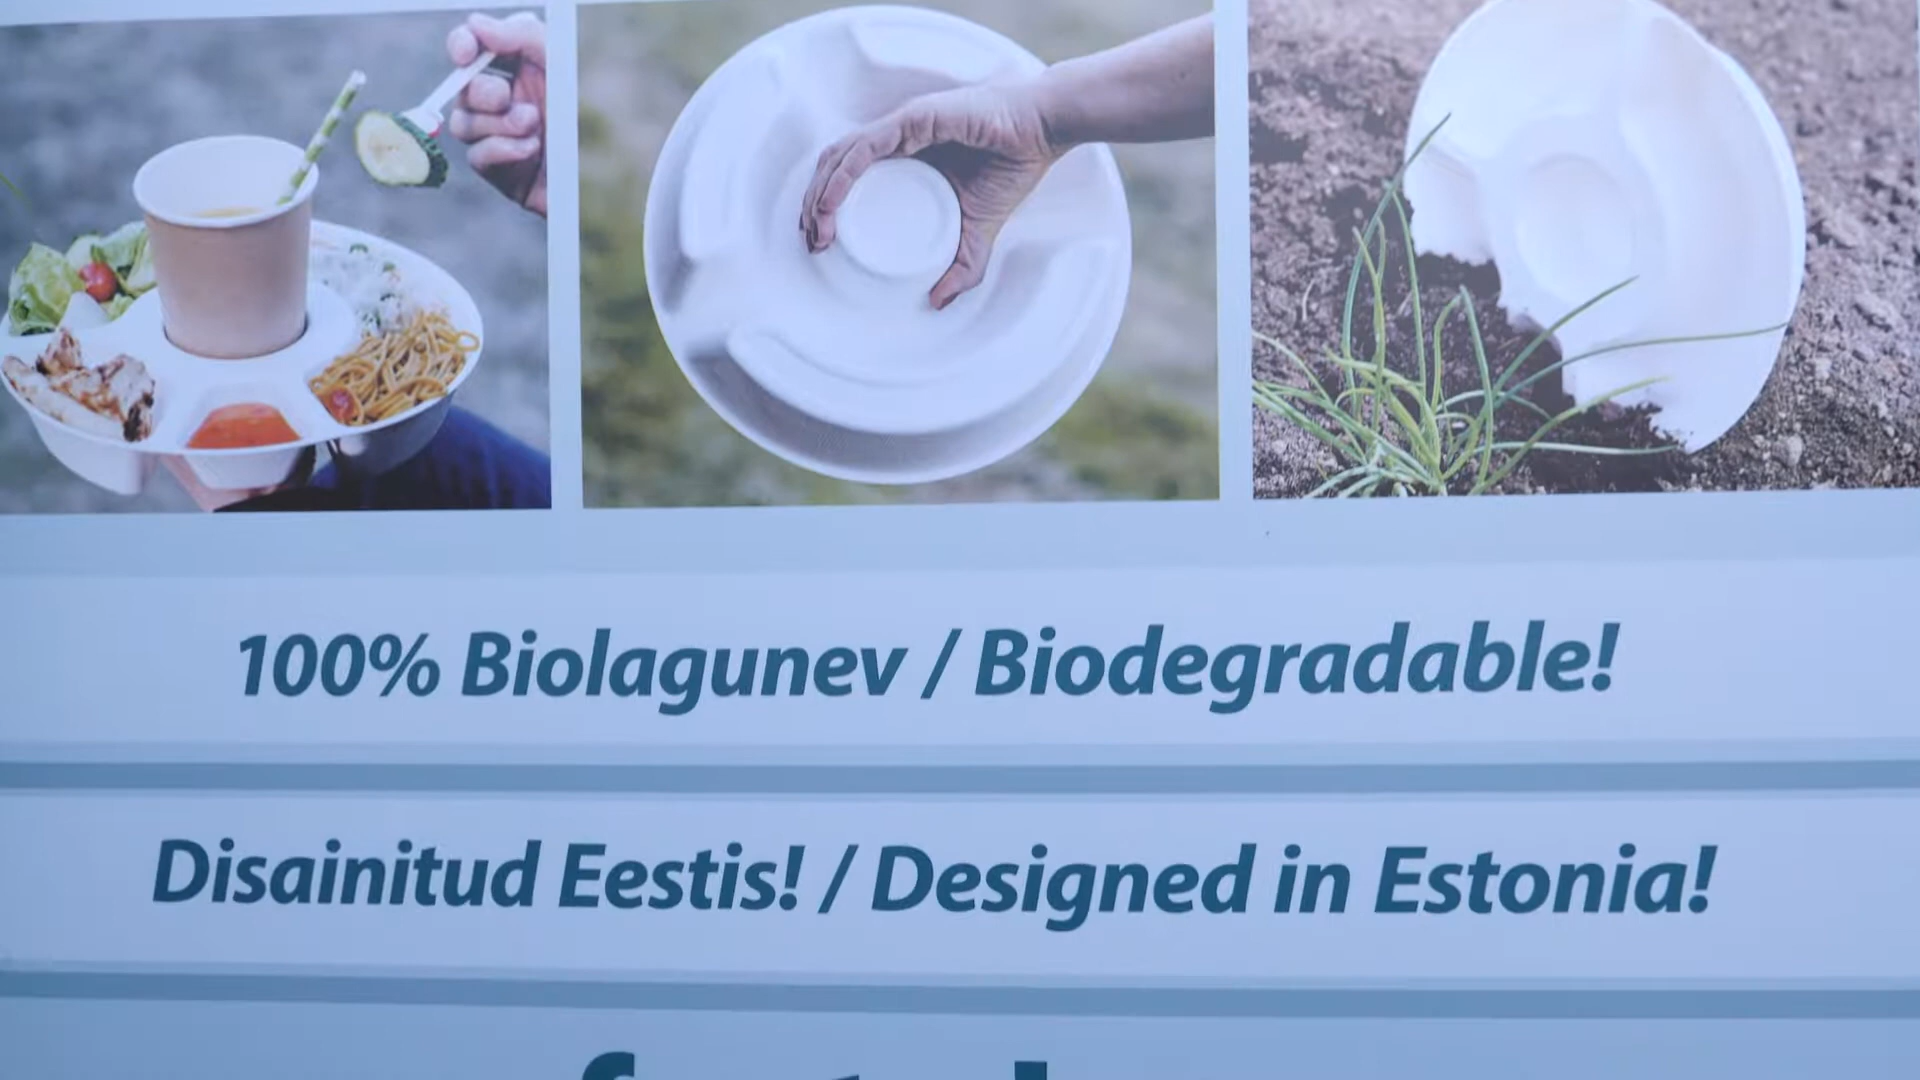 100% Biolagunev / Biodegradable!
Disainitud Eestis! / Designed in Estonia!